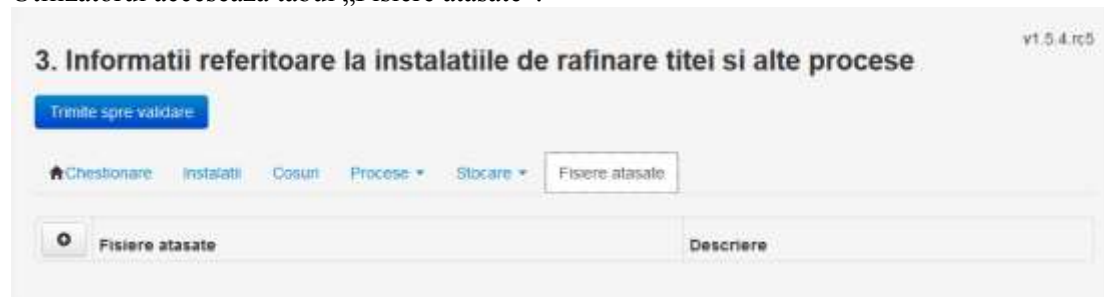 Utilizatorul acceseaza tabul „Fisiere atasate”.
v1.5.4.rc5
3. Informatii referitoare la instalatiile de rafinare titei si alte procese
Trimite spre validare
Chestionare Instalatii Cosuri Procese Stocare Fisiere atasate
Fisiere atasate Descriere